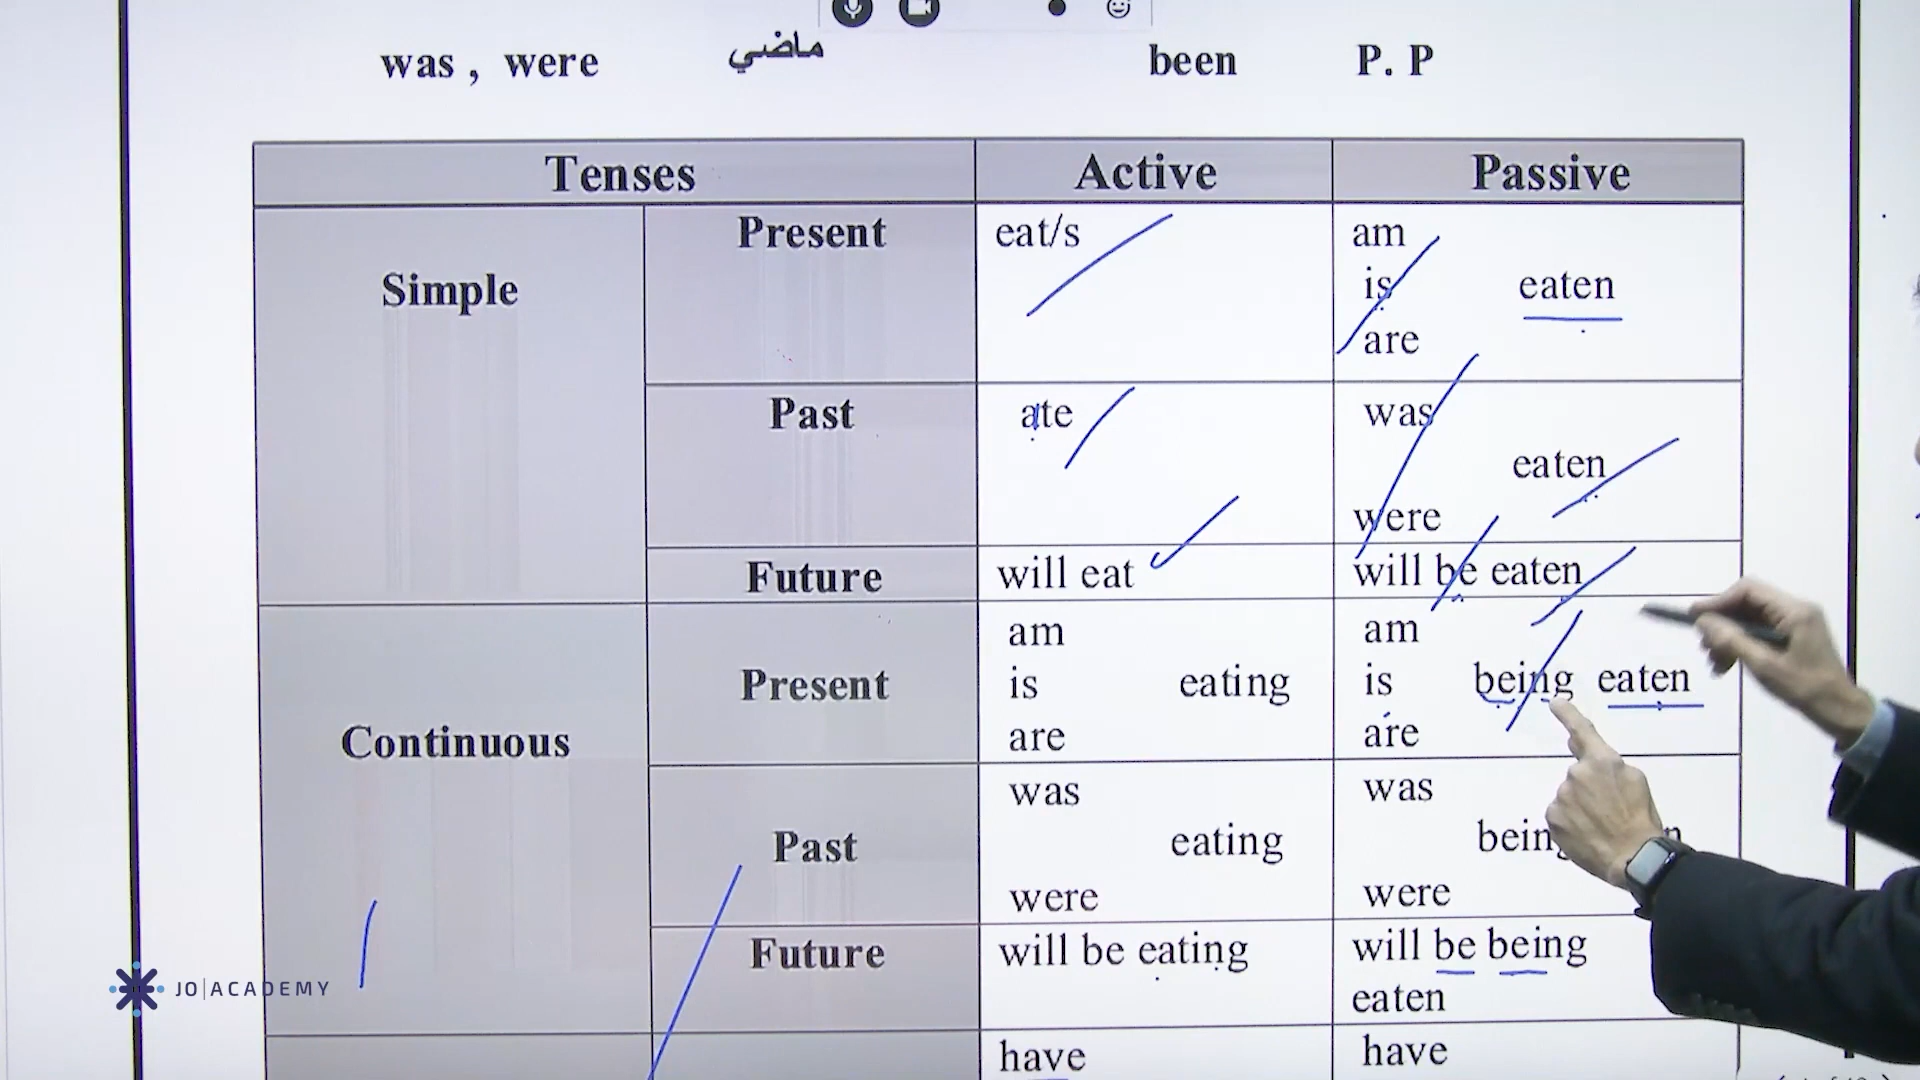 was , were ماضي been P. P
Tenses Active Passive
Simple
Present
eat/s
am
is eaten
are
Past
ate
was
eaten
were
Future
will eat
will be eaten
Continuous
Present
am
is eating
are
am
is being eaten
are
Past
was
eating
were
was
were
Future
will be eating
will be being
eaten
have
have
JO|ACADEMY